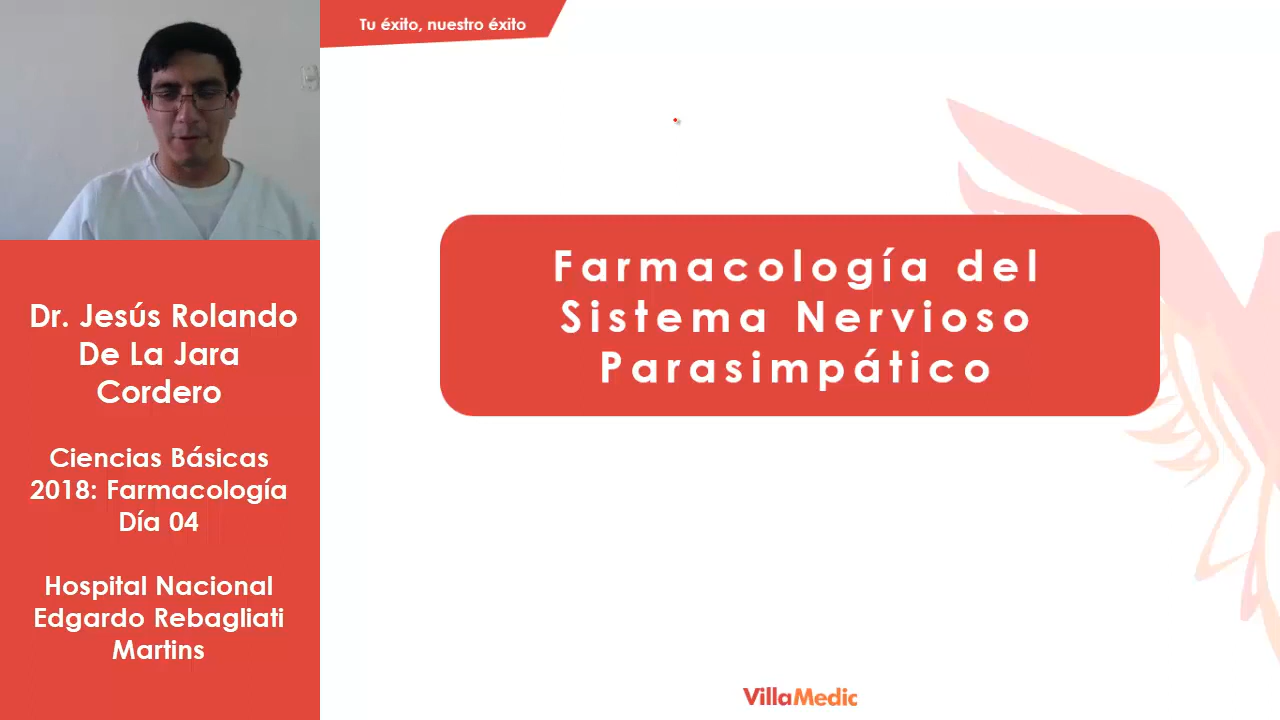 Tu éxito, nuestro éxito
Farmacología del
Sistema Nervioso
Parasimpático
Dr. Jesús Rolando
De La Jara
Cordero
Ciencias Básicas
2018: Farmacología
Día 04
Hospital Nacional
Edgardo Rebagliati
Martins
VillaMedic